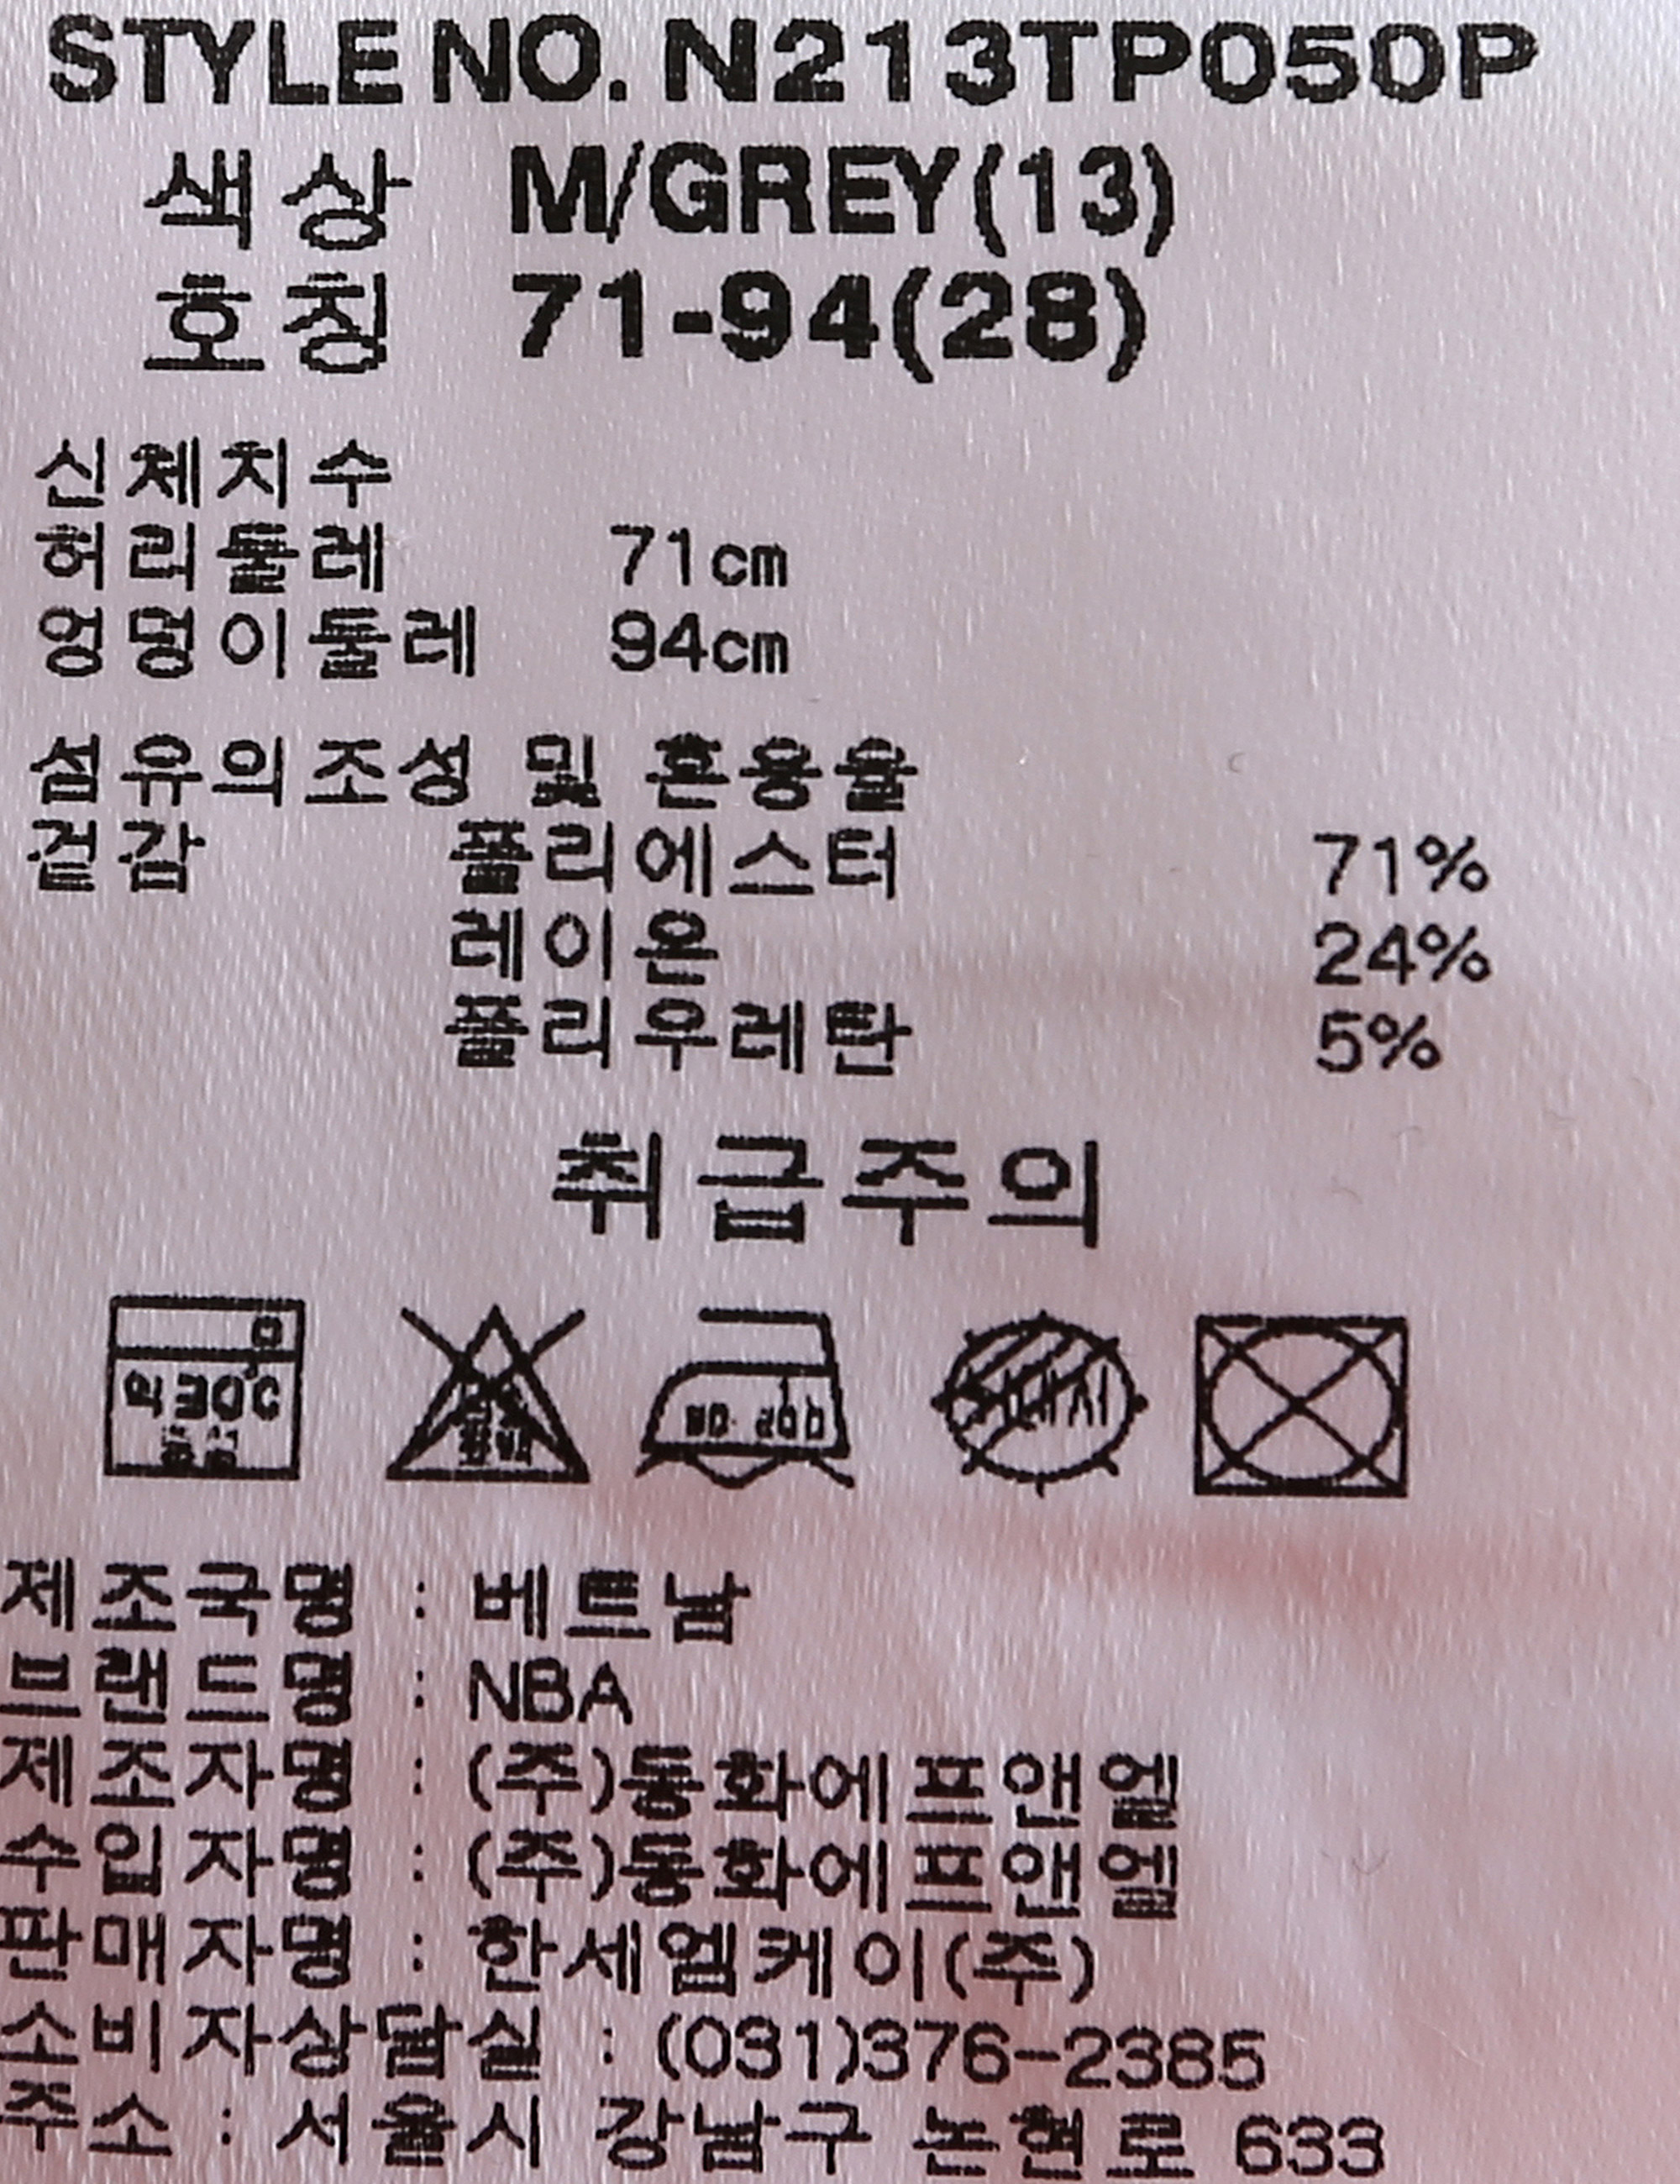 STYLE NO. N213TP050P
색상 M/GREY(13)
호칭 71-94(28)
신체치수
허리둘레 71cm
엉덩이둘레 94cm
섬유의조성 및 혼용율
겉감 폴리에스터 71%
레이온 24%
폴리우레탄 5%
취급주의
약30℃
중성
제조국명 : 베트남
브랜드명 : NBA
제조자명 : (주)동화에프앤엘
수입자명 : (주)동화에프앤엘
판매자명 : 한세엠케이(주)
소비자상담실 : (031)376-2385
주소 : 서울시 강남구 논현로 633